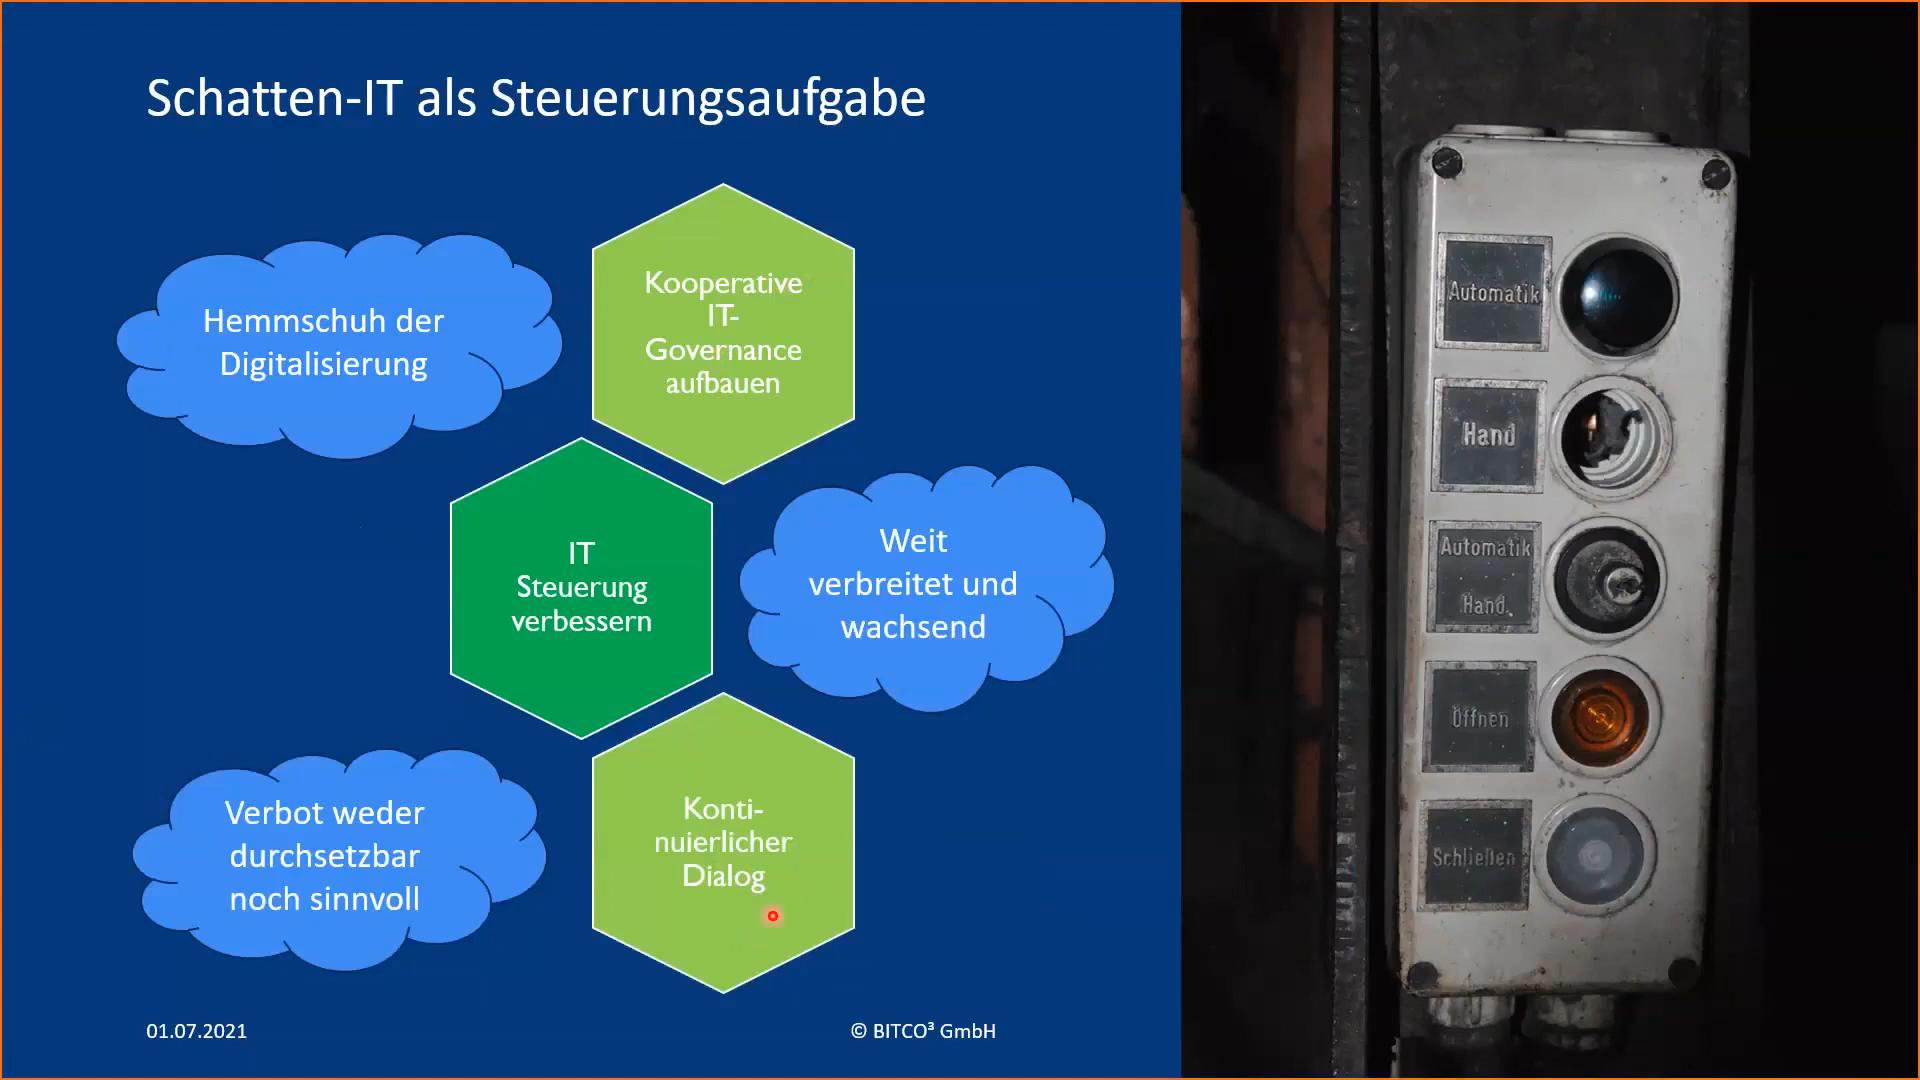 Schatten-IT als Steuerungsaufgabe
Hemmschuh der
Digitalisierung
Kooperative
IT-
Governance
aufbauen
IT
Steuerung
verbessern
Weit
verbreitet und
wachsend
Verbot weder
durchsetzbar
noch sinnvoll
Konti-
nuierlicher
Dialog
01.07.2021
© BITCO³ GmbH
Automatik
Hand
Automatik
Hand
Öffnen
Schließen